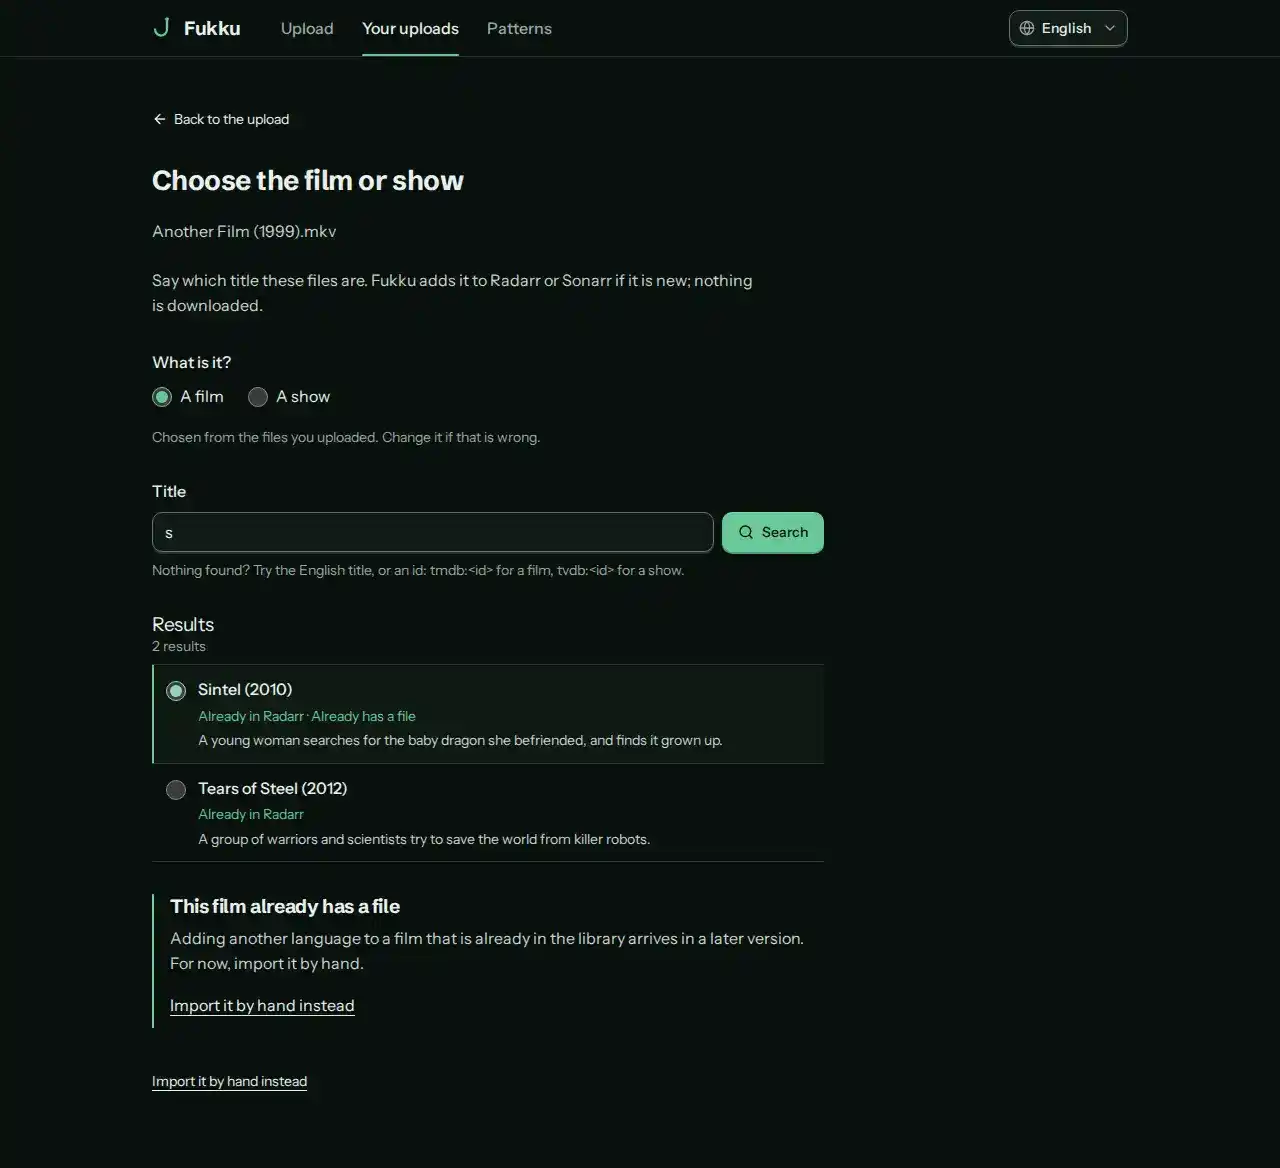 Fukku
Upload
Your uploads
Patterns
English
Back to the upload
Choose the film or show
Another Film (1999).mkv
Say which title these files are. Fukku adds it to Radarr or Sonarr if it is new; nothing
is downloaded.
What is it?
A film
A show
Chosen from the files you uploaded. Change it if that is wrong.
Title
s
Search
Nothing found? Try the English title, or an id: tmdb:<id> for a film, tvdb:<id> for a show.
Results
2 results
Sintel (2010)
Already in Radarr · Already has a file
A young woman searches for the baby dragon she befriended, and finds it grown up.
Tears of Steel (2012)
Already in Radarr
A group of warriors and scientists try to save the world from killer robots.
This film already has a file
Adding another language to a film that is already in the library arrives in a later version.
For now, import it by hand.
Import it by hand instead
Import it by hand instead